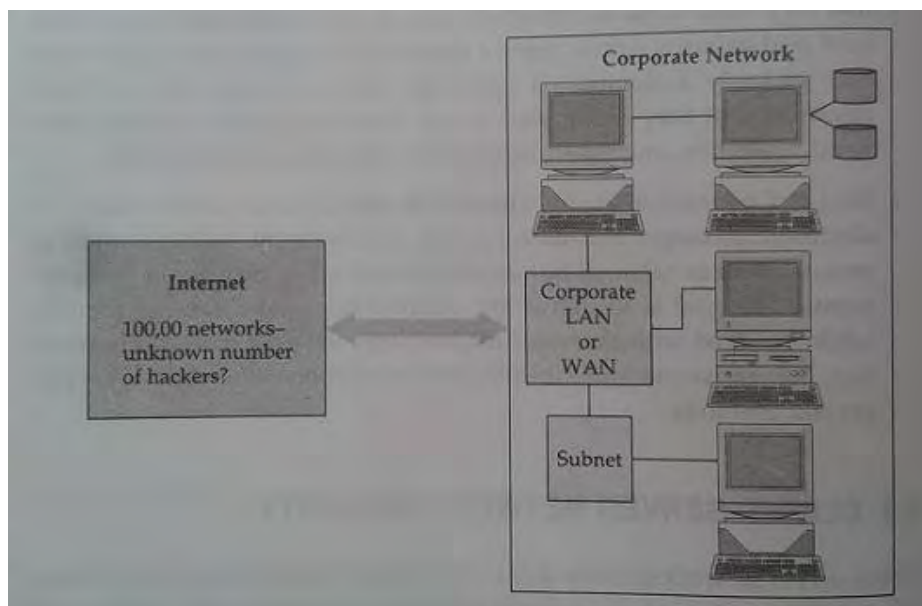 Corporate Network
Internet
100,00 networks–
unknown number
of hackers?
Corporate
LAN
or
WAN
Subnet